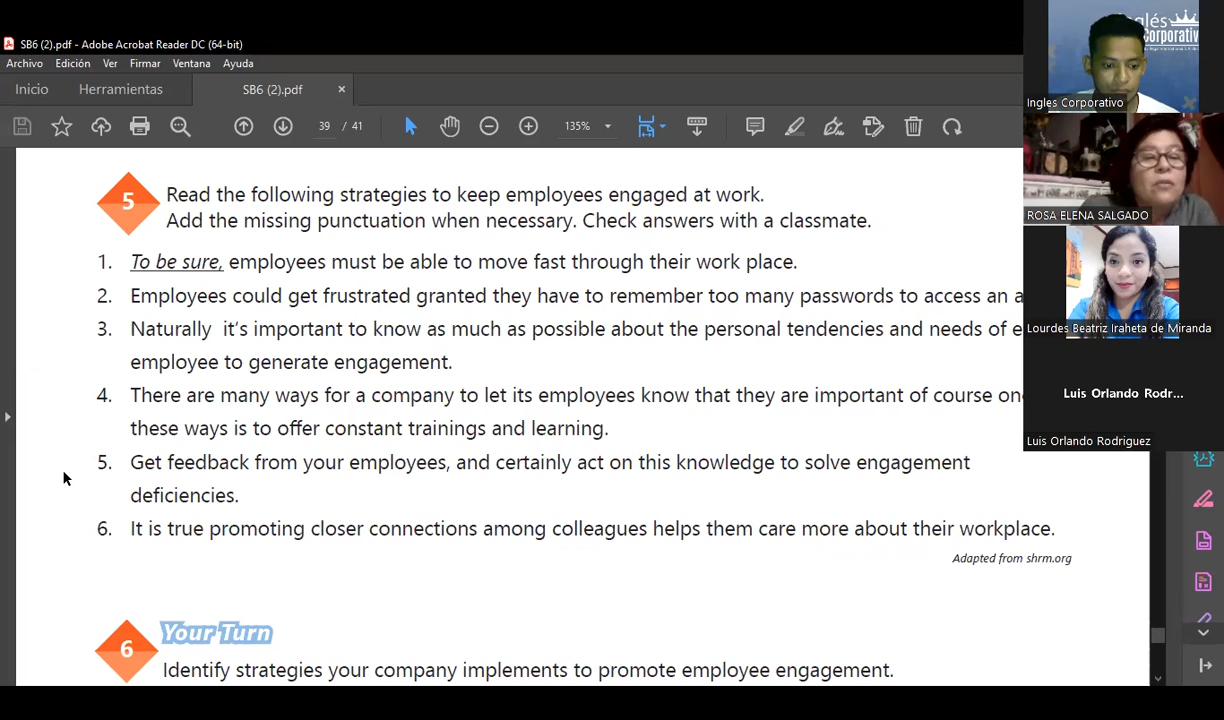 SB6 (2).pdf - Adobe Acrobat Reader DC (64-bit)
Archivo Edición Ver Firmar Ventana Ayuda
Inicio Herramientas SB6 (2).pdf ×
39 / 41 135%
5
Read the following strategies to keep employees engaged at work.
Add the missing punctuation when necessary. Check answers with a classmate.
1. To be sure, employees must be able to move fast through their work place.
2. Employees could get frustrated granted they have to remember too many passwords to access an a
3. Naturally it's important to know as much as possible about the personal tendencies and needs of e
employee to generate engagement.
4. There are many ways for a company to let its employees know that they are important of course on
these ways is to offer constant trainings and learning.
5. Get feedback from your employees, and certainly act on this knowledge to solve engagement
deficiencies.
6. It is true promoting closer connections among colleagues helps them care more about their workplace.
Adapted from shrm.org
6
Your Turn
Identify strategies your company implements to promote employee engagement.
Inglés
Corporativo
Ingles Corporativo
ROSA ELENA SALGADO
Lourdes Beatriz Iraheta de Miranda
Luis Orlando Rodr...
Luis Orlando Rodriguez